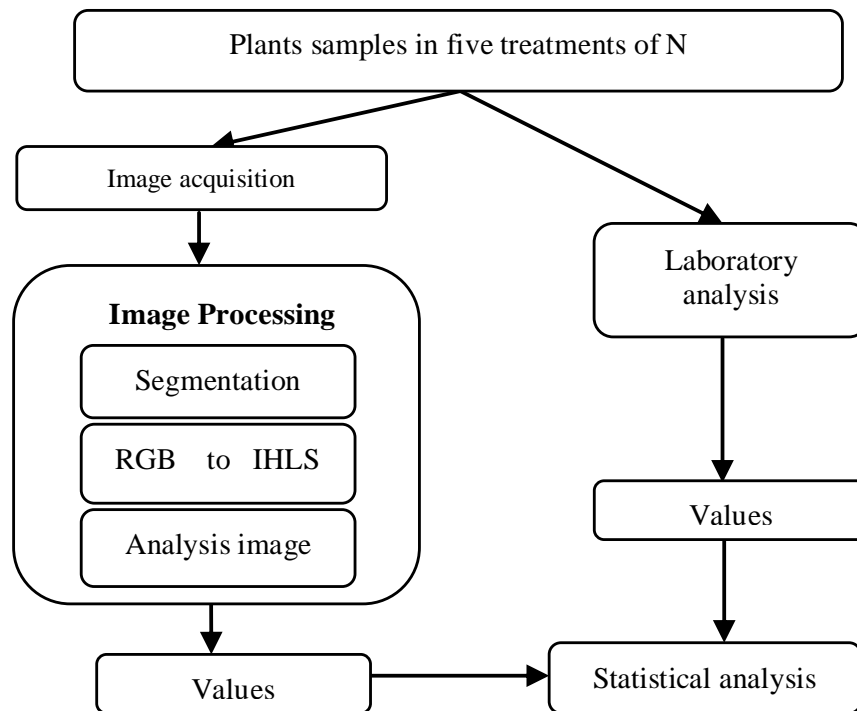 Plants samples in five treatments of N
Image acquisition
Laboratory
analysis
Image Processing
Segmentation
RGB to IHLS
Analysis image
Values
Values
Statistical analysis